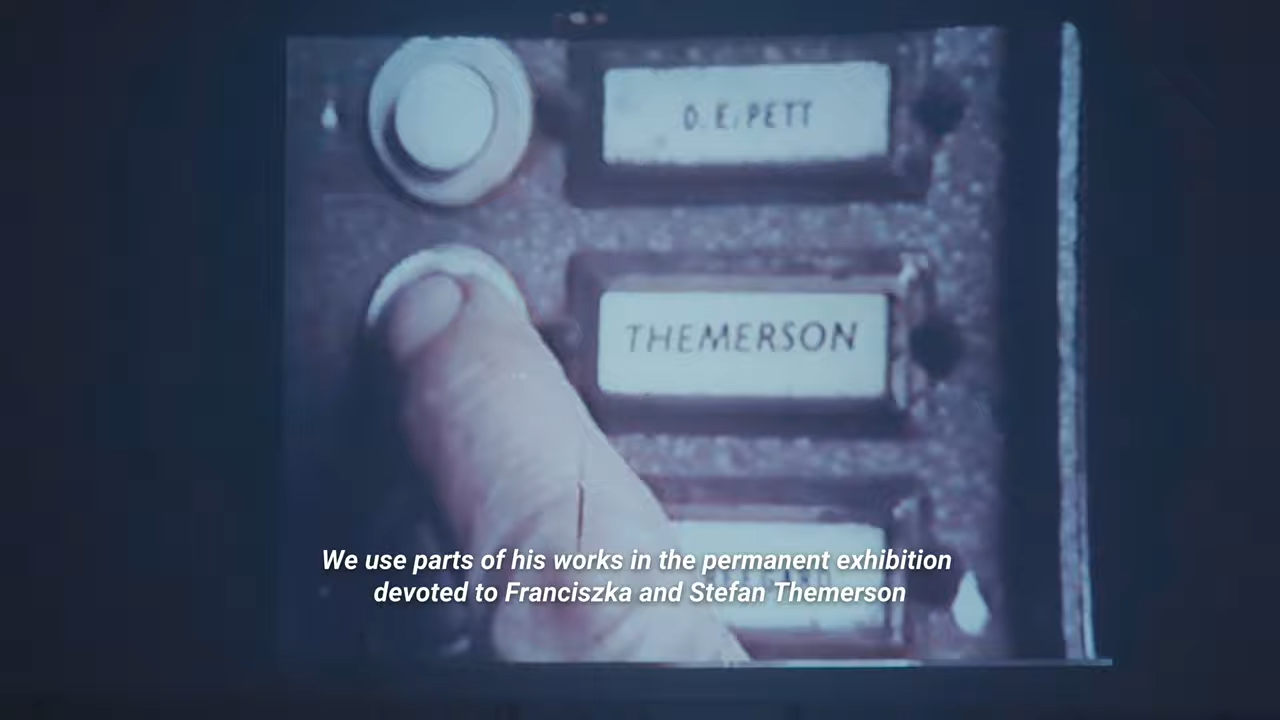 D. E. PETT
THEMERSON
We use parts of his works in the permanent exhibition
devoted to Franciszka and Stefan Themerson